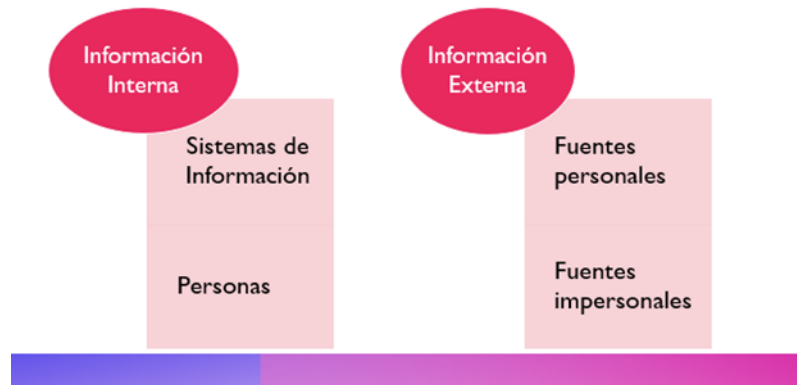 Información
Interna
Sistemas de
Información
Personas
Información
Externa
Fuentes
personales
Fuentes
impersonales